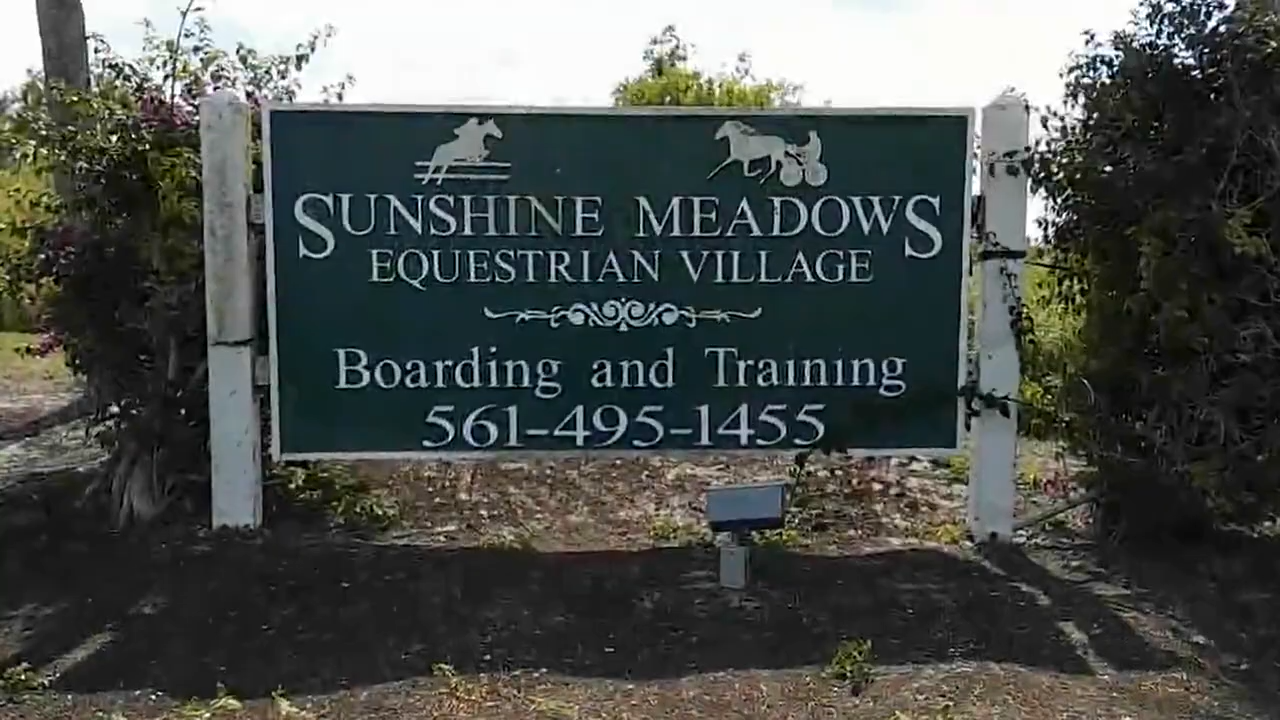 SUNSHINE MEADOWS
EQUESTRIAN VILLAGE
Boarding and Training
561-495-1455